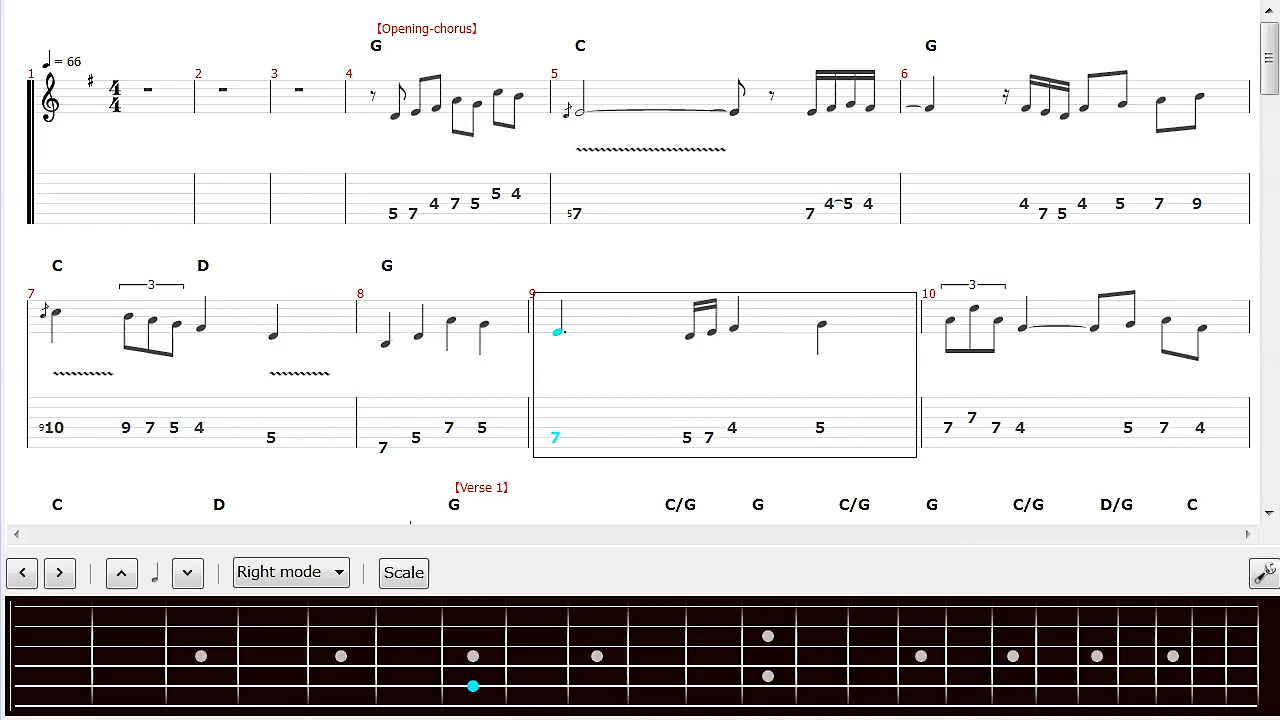 【Opening-chorus】
G C G
= 66
1 2 3 4 5 6
4
4
5 4
4 7 5 4 5 4 4 4 5 7 9
5 7 5 7 7 7 5
C D G
3
7 8 9 10
3
7
9 10 9 7 5 4 7 5 4 5 7 7 4 5 7 4
5 5 7 5 7
7
【Verse 1】
C D G C/G G C/G G C/G D/G C
Right mode
Scale